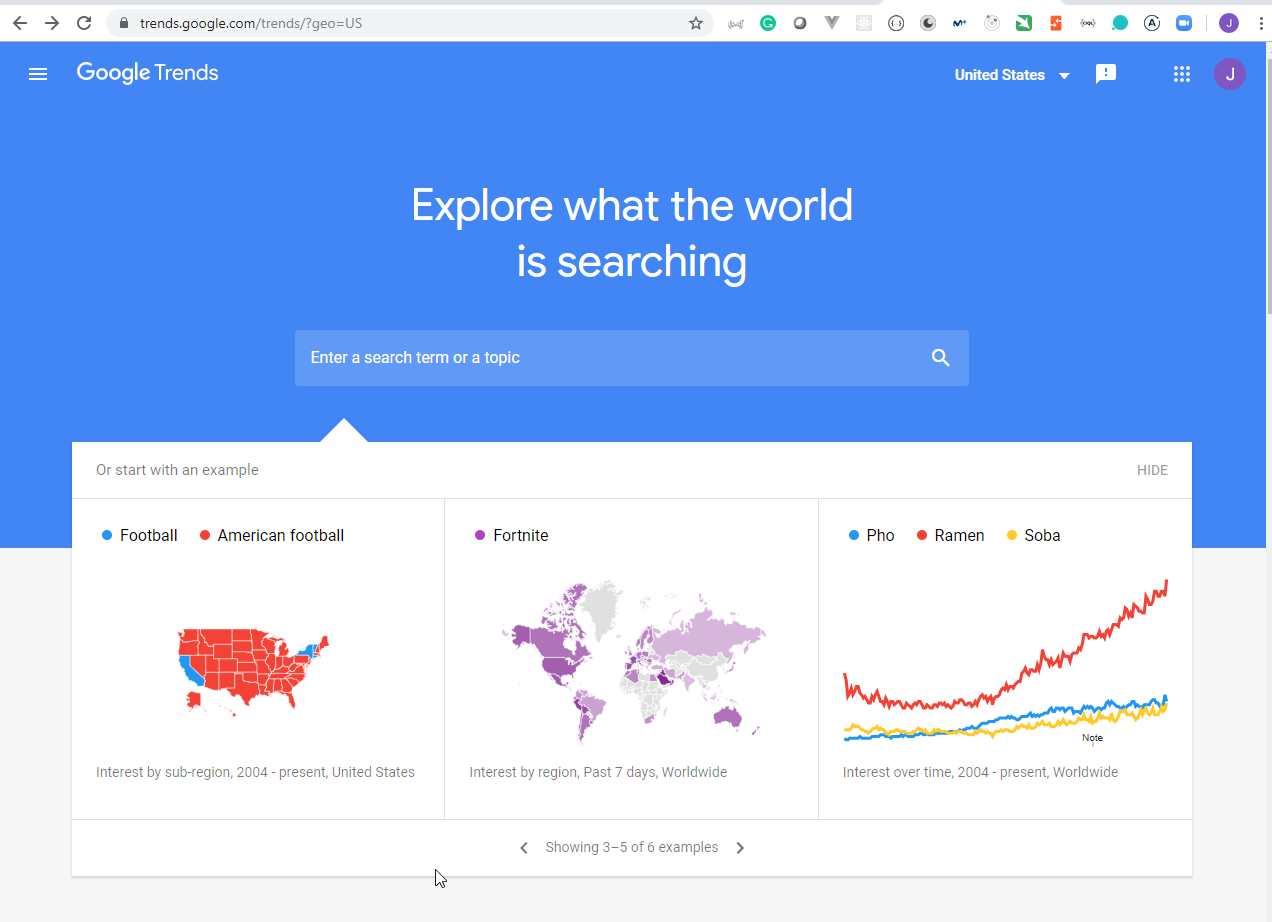 trends.google.com/trends/?geo=US
J
Google Trends
United States
J
Explore what the world
is searching
Enter a search term or a topic
Or start with an example
HIDE
Football American football
Fortnite
Pho Ramen Soba
Note
Interest by sub-region, 2004 - present, United States
Interest by region, Past 7 days, Worldwide
Interest over time, 2004 - present, Worldwide
Showing 3–5 of 6 examples